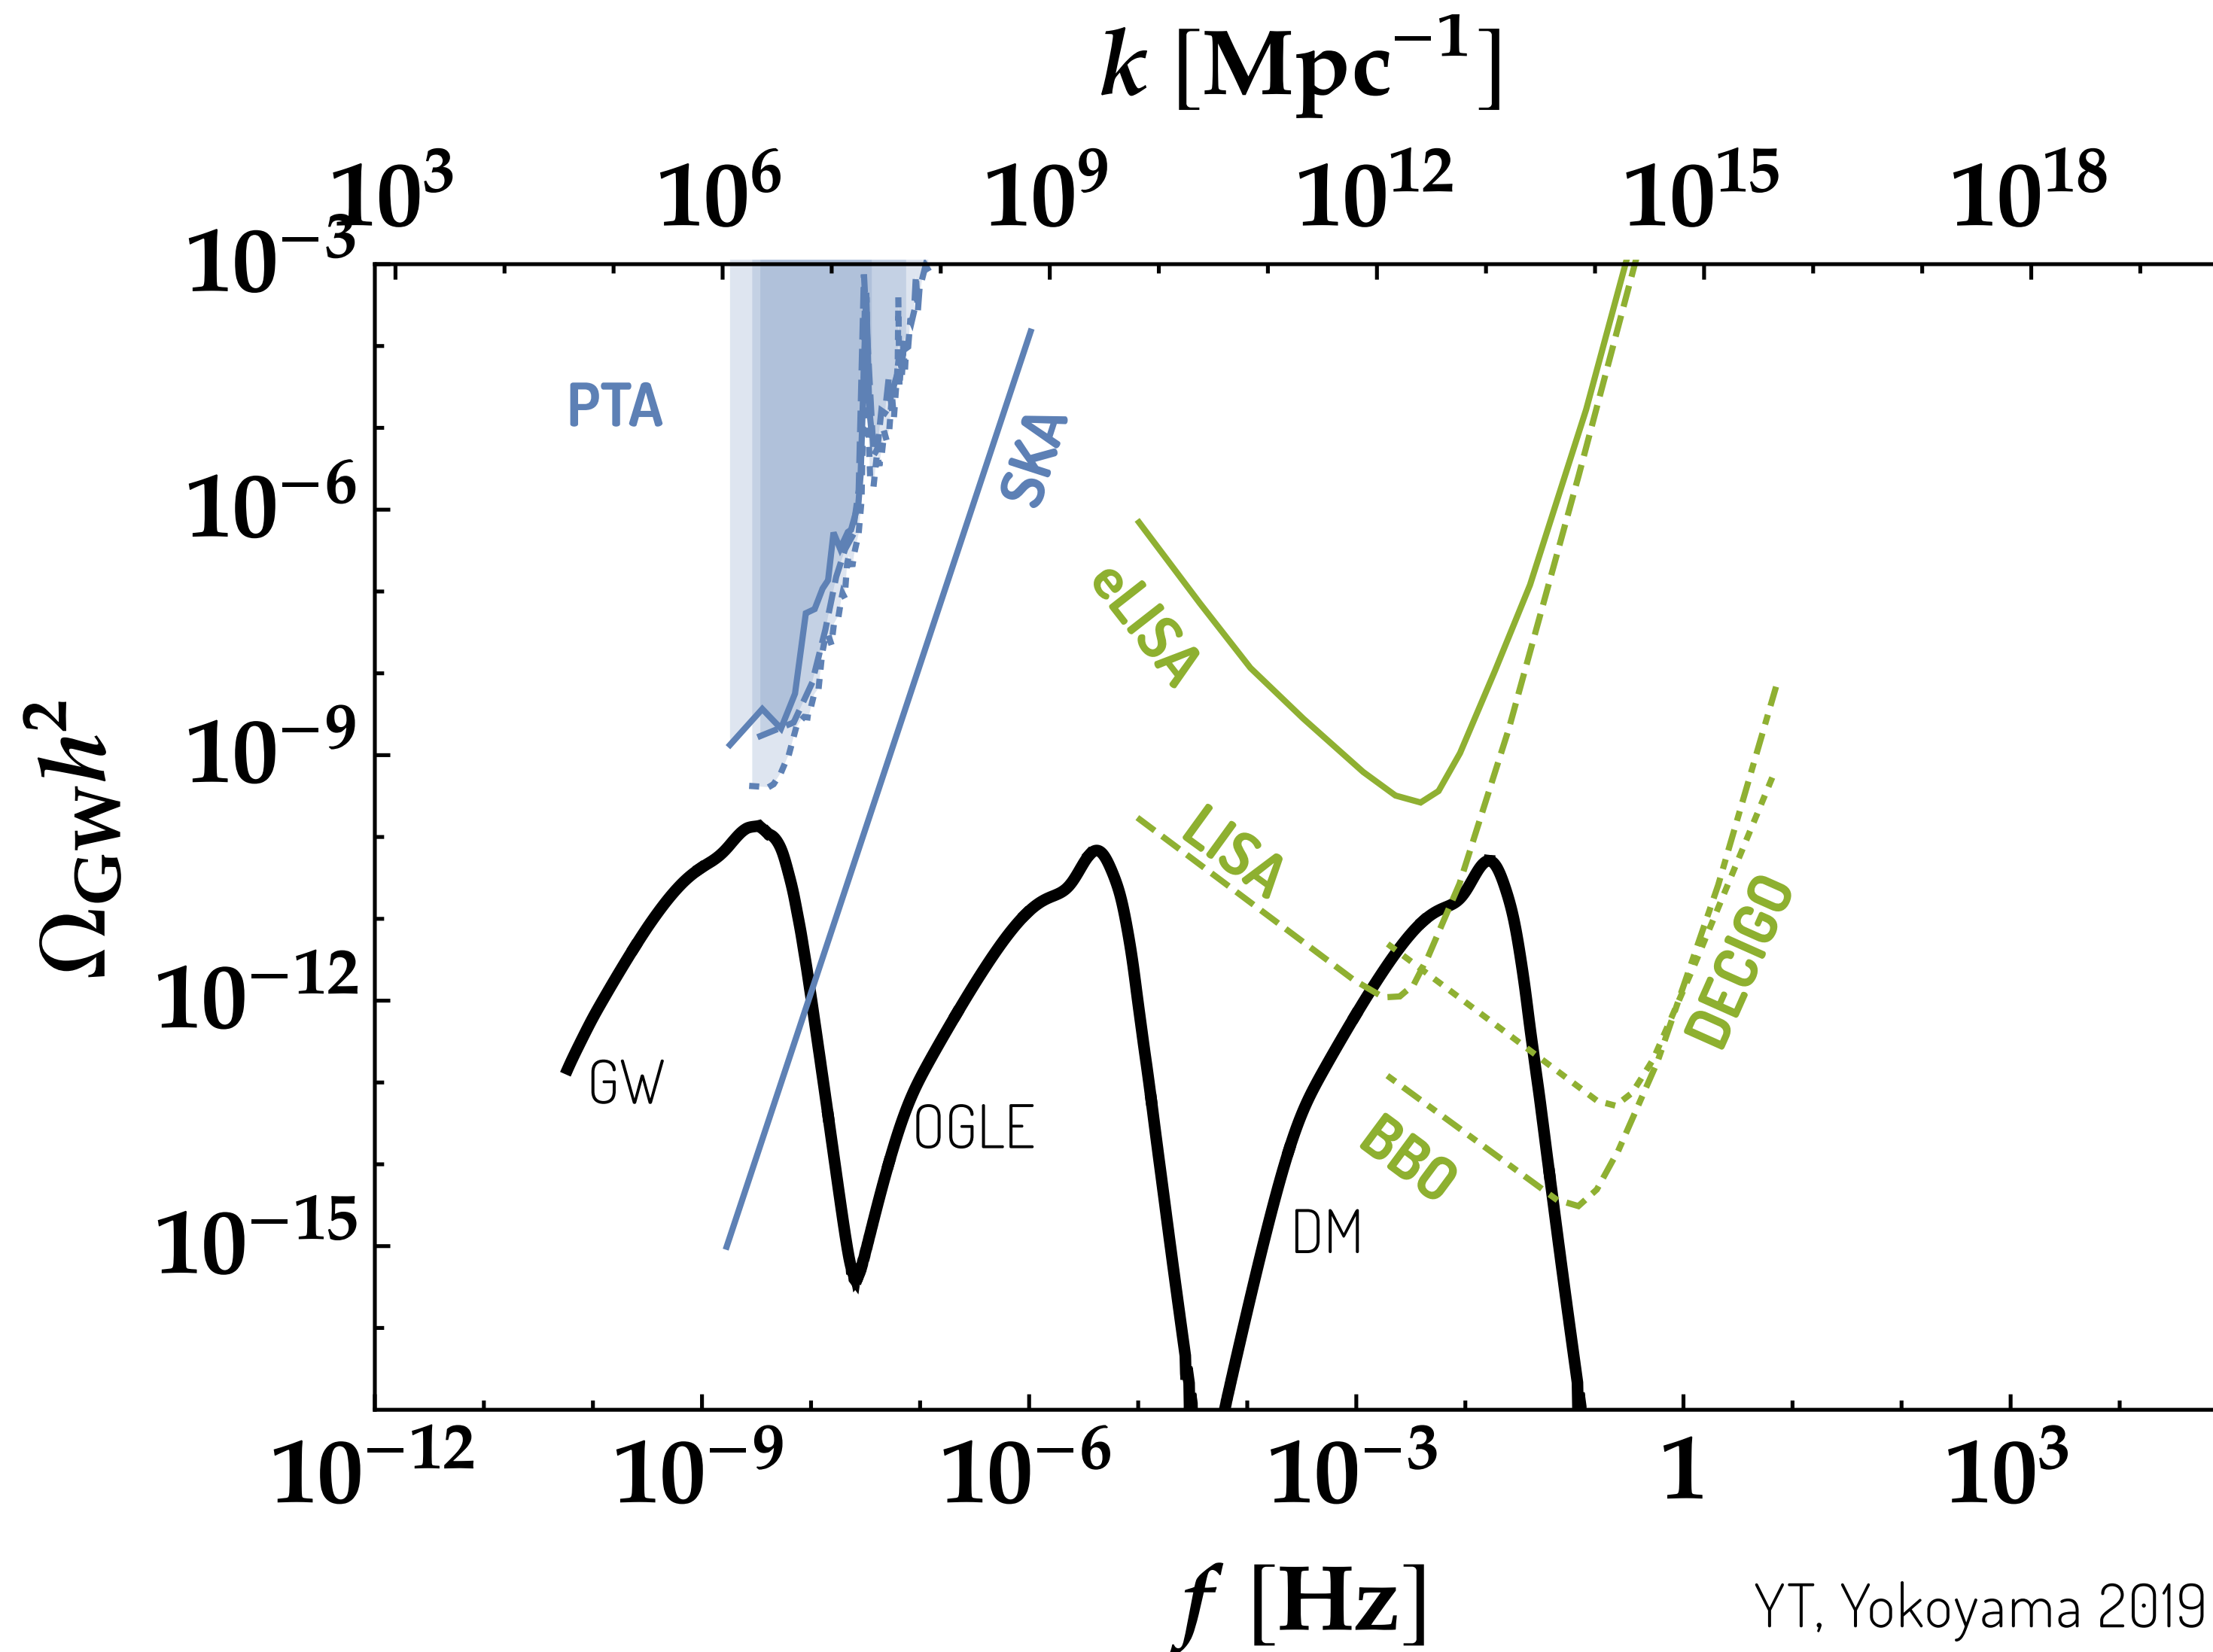 k [Mpc⁻¹]
10³ 10⁶ 10⁹ 10¹² 10¹⁵ 10¹⁸
10⁻³
PTA
SKA
10⁻⁶
eLISA
10⁻⁹
Ω_GW h²
LISA
DECIGO
10⁻¹²
GW
OGLE
BBO
DM
10⁻¹⁵
10⁻¹² 10⁻⁹ 10⁻⁶ 10⁻³ 1 10³
f [Hz]
YT, Yokoyama 2019